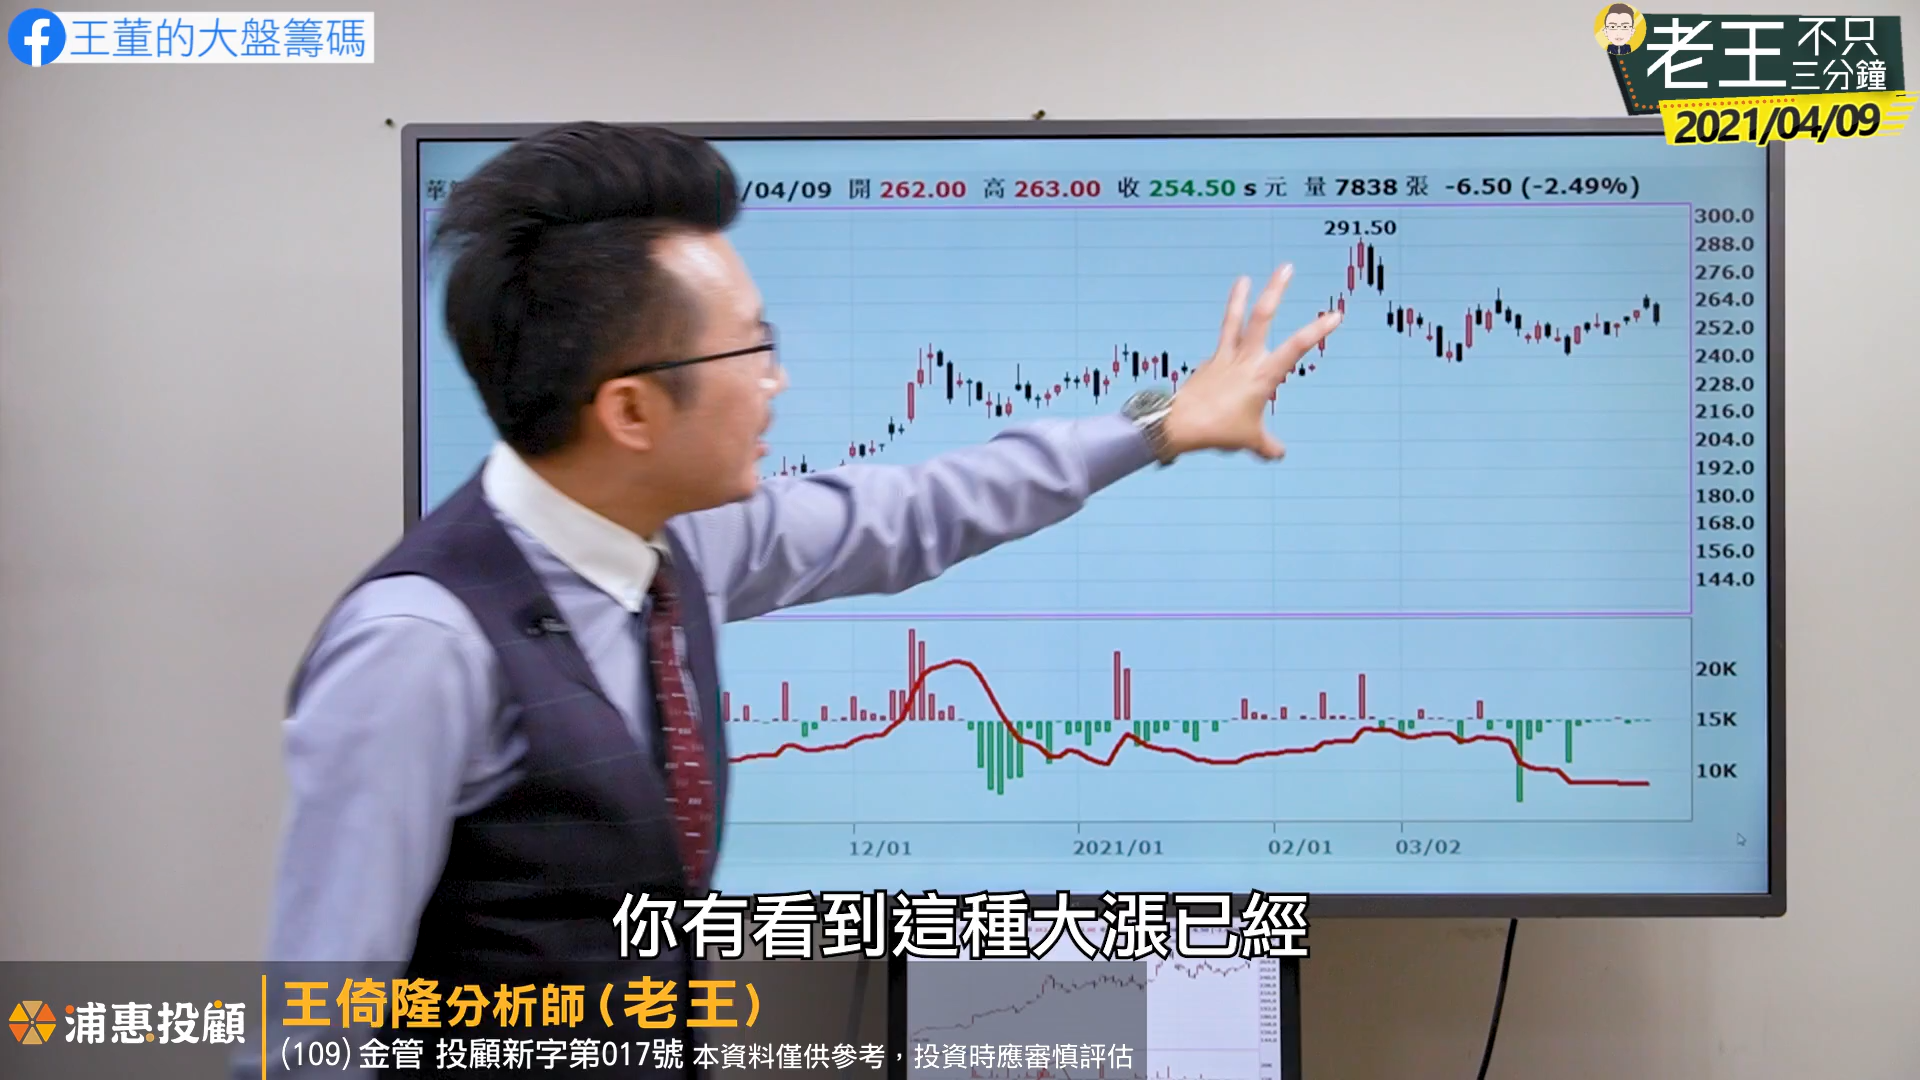 王董的大盤籌碼
老王 不只三分鐘
2021/04/09
/04/09 開 262.00 高 263.00 收 254.50 s 元 量 7838 張 -6.50 (-2.49%)
291.50
300.0
288.0
276.0
264.0
252.0
240.0
228.0
216.0
204.0
192.0
180.0
168.0
156.0
144.0
20K
15K
10K
12/01 2021/01 02/01 03/02
你有看到這種大漲已經
浦惠投顧
王倚隆分析師(老王)
(109)金管 投顧新字第017號 本資料僅供參考，投資時應審慎評估